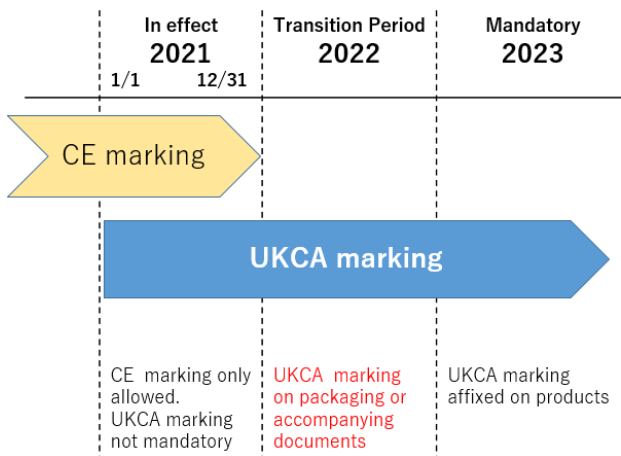 In effect
2021
1/1 12/31
Transition Period
2022
Mandatory
2023
CE marking
UKCA marking
CE marking only
allowed.
UKCA marking
not mandatory
UKCA marking
on packaging or
accompanying
documents
UKCA marking
affixed on products